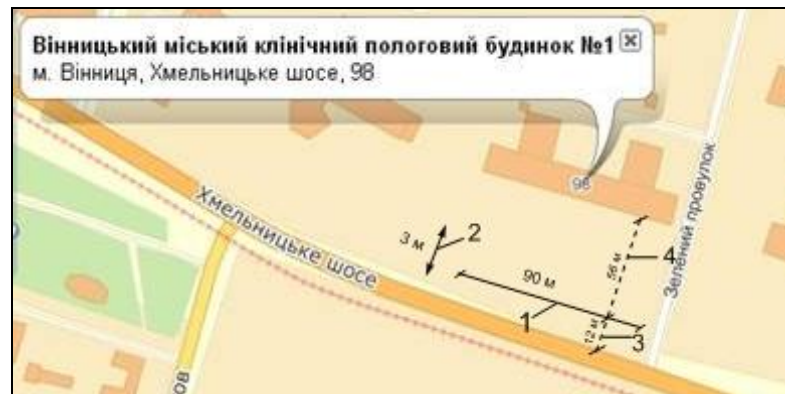 Вінницький міський клінічний пологовий будинок №1
м. Вінниця, Хмельницьке шосе, 98
98
Хмельницьке шосе
Зелений провулок
3 м
2
90 м
1
56 м
4
12 м
3
ов